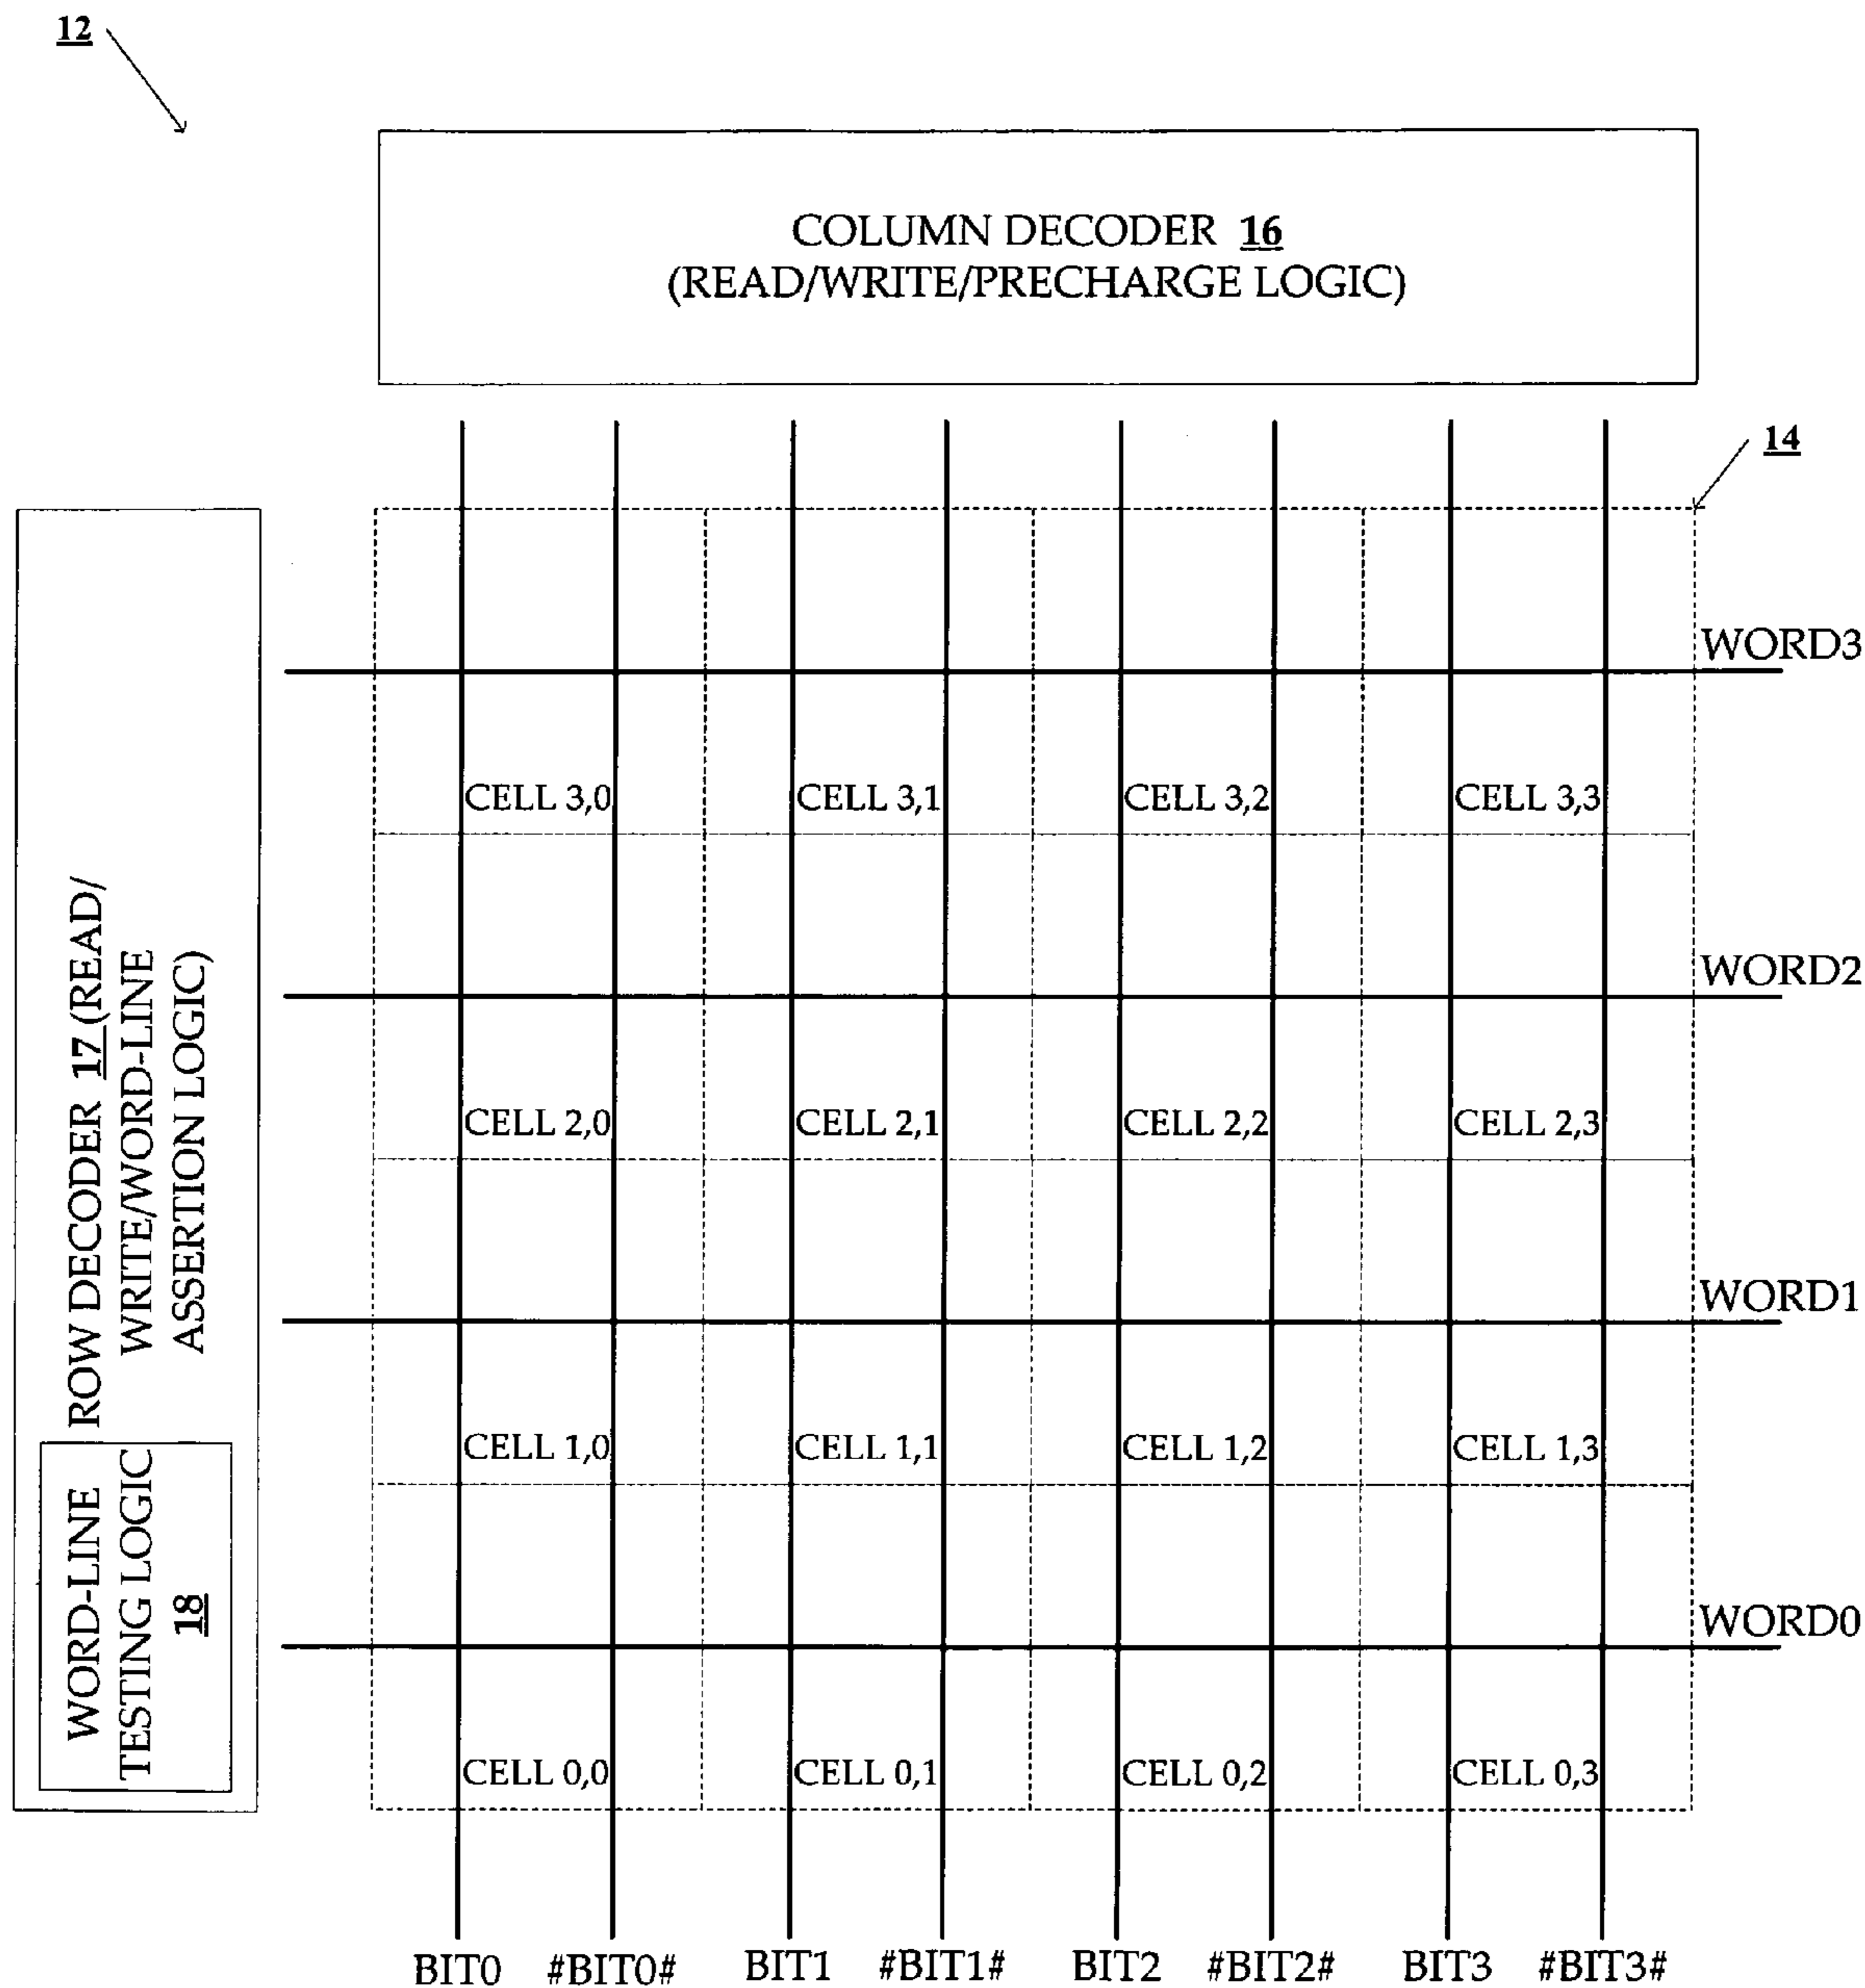 12
COLUMN DECODER 16
(READ/WRITE/PRECHARGE LOGIC)
14
WORD3
CELL 3,0 CELL 3,1 CELL 3,2 CELL 3,3
WORD2
CELL 2,0 CELL 2,1 CELL 2,2 CELL 2,3
WORD1
CELL 1,0 CELL 1,1 CELL 1,2 CELL 1,3
WORD0
CELL 0,0 CELL 0,1 CELL 0,2 CELL 0,3
ROW DECODER 17 (READ/
WRITE/WORD-LINE
ASSERTION LOGIC)
WORD-LINE
TESTING LOGIC
18
BIT0 #BIT0# BIT1 #BIT1# BIT2 #BIT2# BIT3 #BIT3#